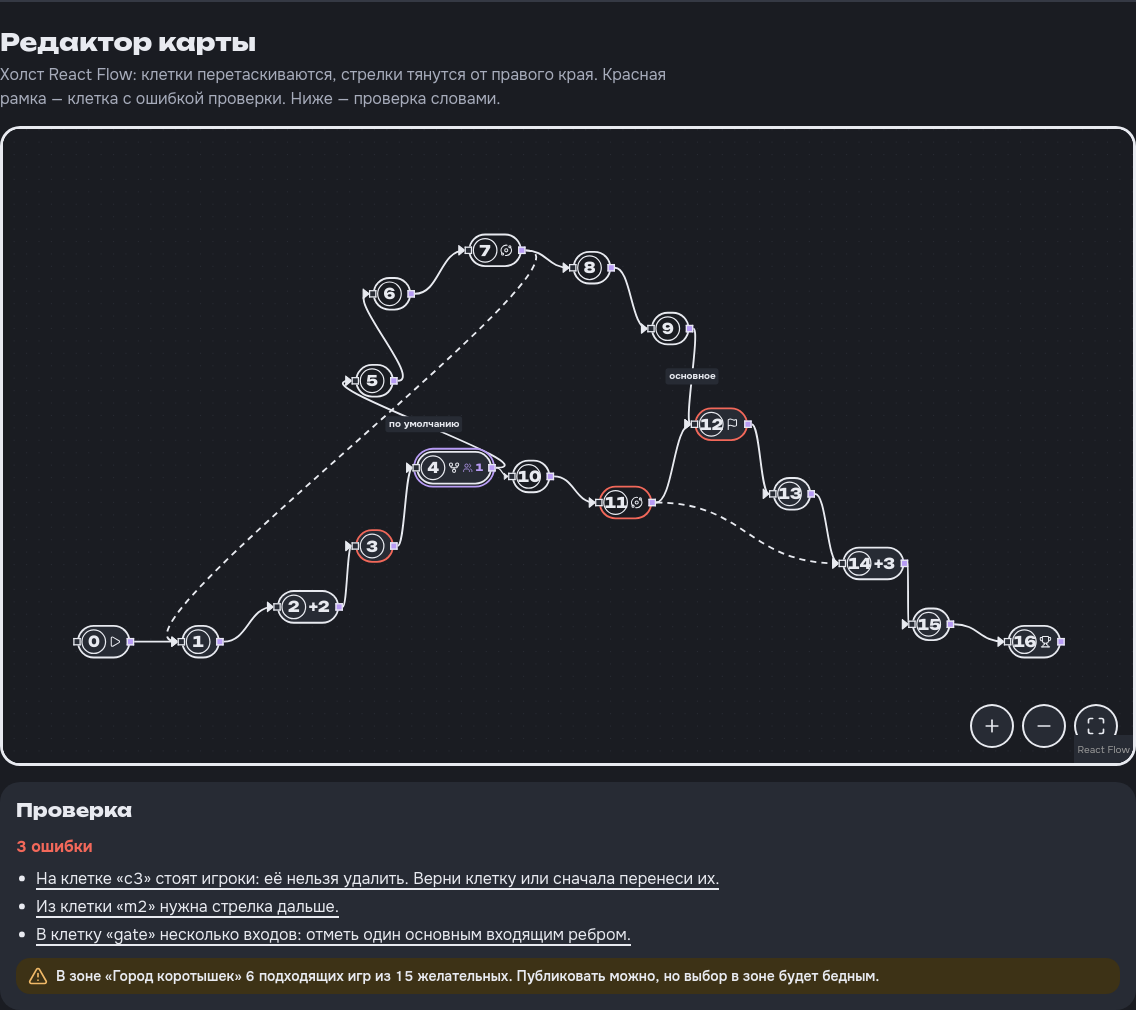 Редактор карты
Холст React Flow: клетки перетаскиваются, стрелки тянутся от правого края. Красная
рамка — клетка с ошибкой проверки. Ниже — проверка словами.
7
8
6
9
5
основное
12
по умолчанию
4 1
10
13
11
3
14 +3
2 +2
15
0
1
16
React Flow
Проверка
3 ошибки
На клетке «c3» стоят игроки: её нельзя удалить. Верни клетку или сначала перенеси их.
Из клетки «m2» нужна стрелка дальше.
В клетку «gate» несколько входов: отметь один основным входящим ребром.
В зоне «Город коротышек» 6 подходящих игр из 15 желательных. Публиковать можно, но выбор в зоне будет бедным.